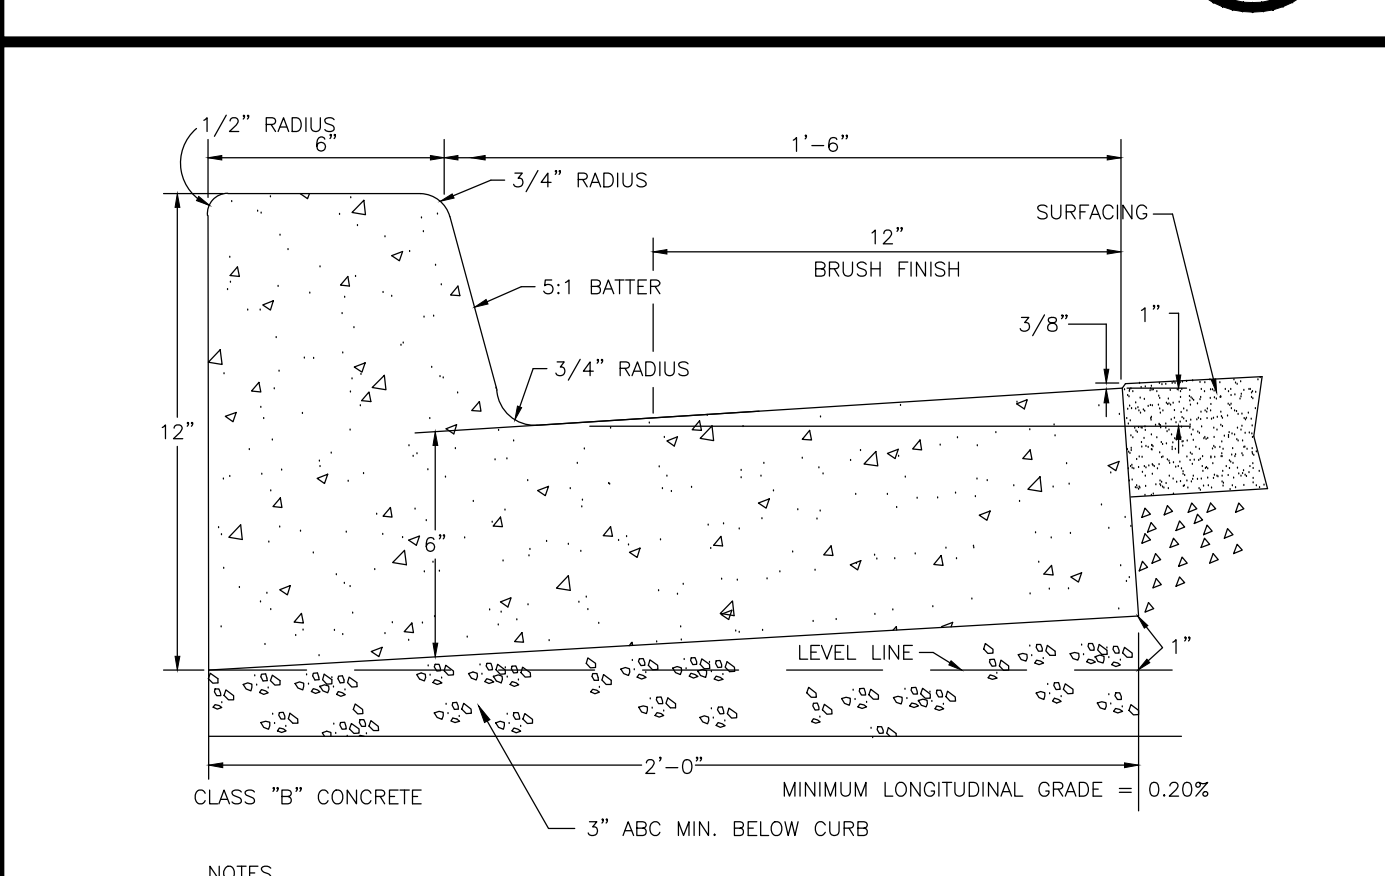 1/2" RADIUS
6"
1'-6"
3/4" RADIUS
SURFACING
12"
BRUSH FINISH
5:1 BATTER
3/8"
1"
3/4" RADIUS
12"
6"
LEVEL LINE
1"
2'-0"
CLASS "B" CONCRETE
MINIMUM LONGITUDINAL GRADE = 0.20%
3" ABC MIN. BELOW CURB
NOTES